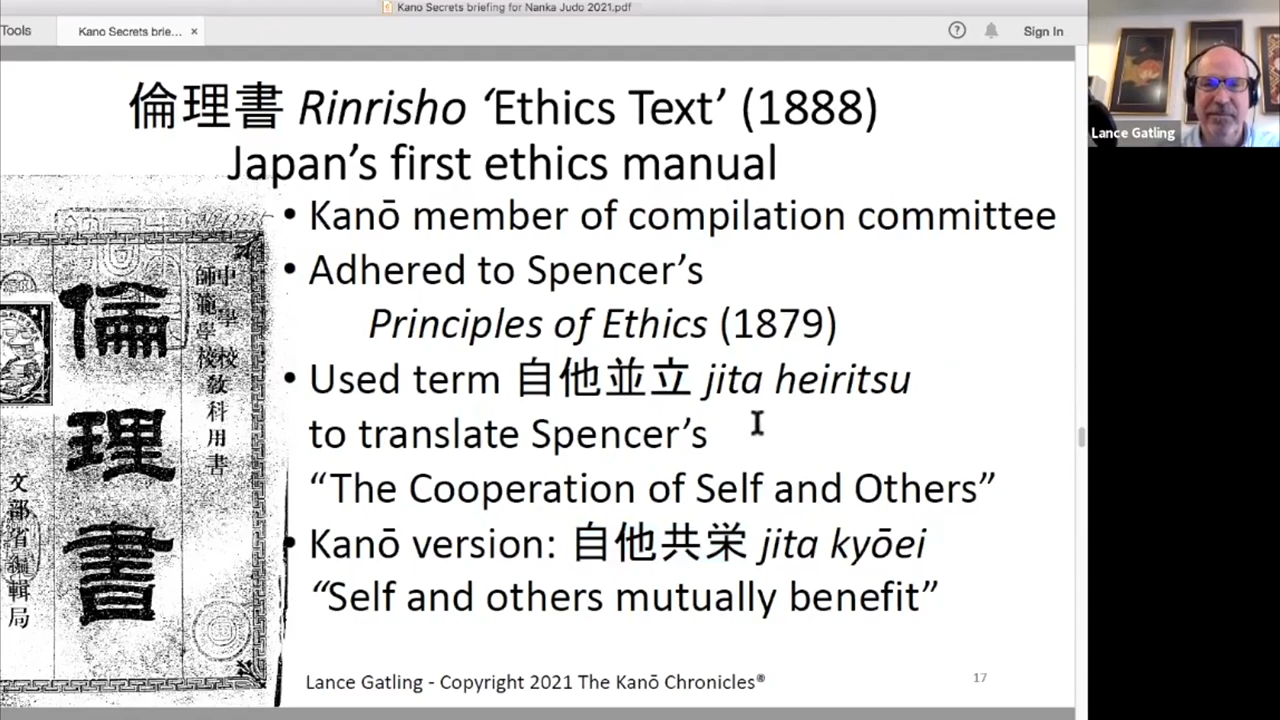 Kano Secrets briefing for Nanka Judo 2021.pdf
Tools
Kano Secrets brie... ×
Sign In
倫理書 Rinrisho ‘Ethics Text’ (1888)
Japan’s first ethics manual
• Kanō member of compilation committee
• Adhered to Spencer’s
Principles of Ethics (1879)
• Used term 自他並立 jita heiritsu
to translate Spencer’s
“The Cooperation of Self and Others”
• Kanō version: 自他共栄 jita kyōei
“Self and others mutually benefit”
中學校
師範學校教科用書
倫理書
文部省編輯局
Lance Gatling - Copyright 2021 The Kanō Chronicles®
17
Lance Gatling